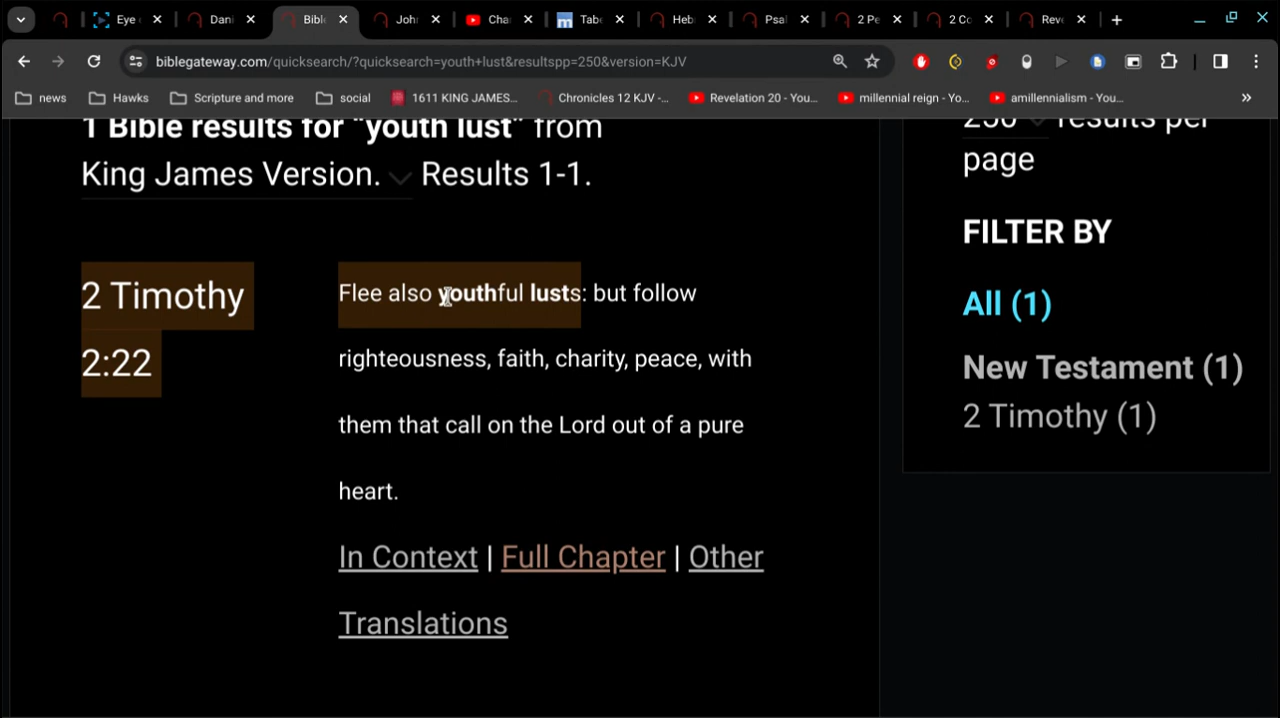 Eye
Dani
Bibl
John
Cha
Tabe
Heb
Psal
2 Pe
2 Co
Reve
biblegateway.com/quicksearch/?quicksearch=youth+lust&resultspp=250&version=KJV
news
Hawks
Scripture and more
social
1611 KING JAMES...
Chronicles 12 KJV -...
Revelation 20 - You...
millennial reign - Yo...
amillennialism - You...
»
1 Bible results for “youth lust” from
King James Version. Results 1-1.
250 results per
page
FILTER BY
All (1)
New Testament (1)
2 Timothy (1)
2 Timothy
2:22
Flee also youthful lusts: but follow
righteousness, faith, charity, peace, with
them that call on the Lord out of a pure
heart.
In Context | Full Chapter | Other
Translations